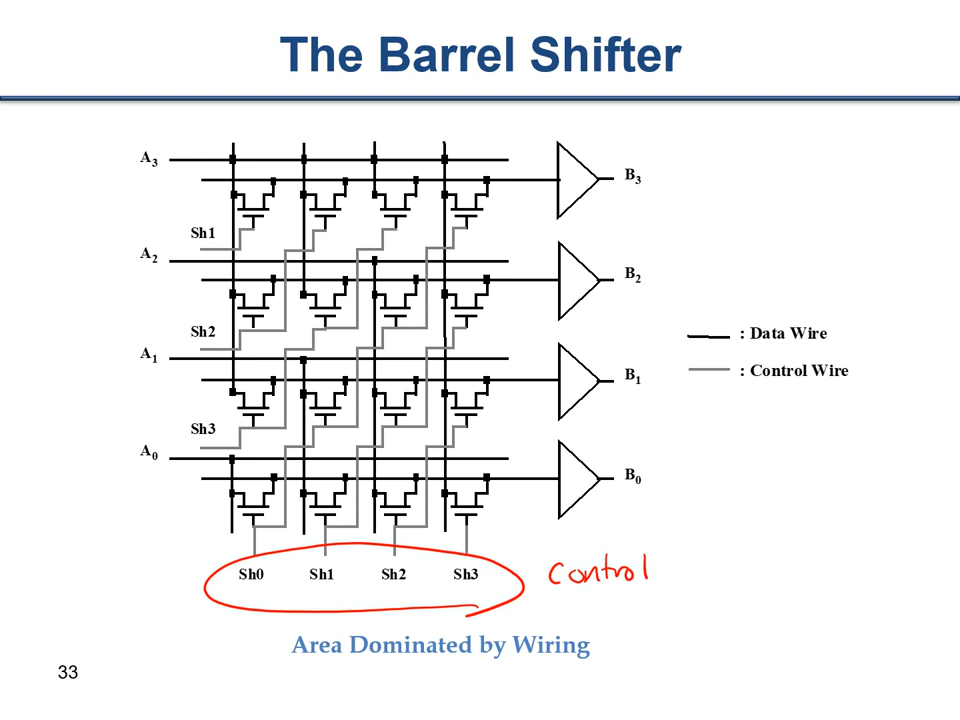 The Barrel Shifter
A3
B3
Sh1
A2
B2
Sh2
: Data Wire
A1
: Control Wire
B1
Sh3
A0
B0
Sh0 Sh1 Sh2 Sh3
Control
Area Dominated by Wiring
33